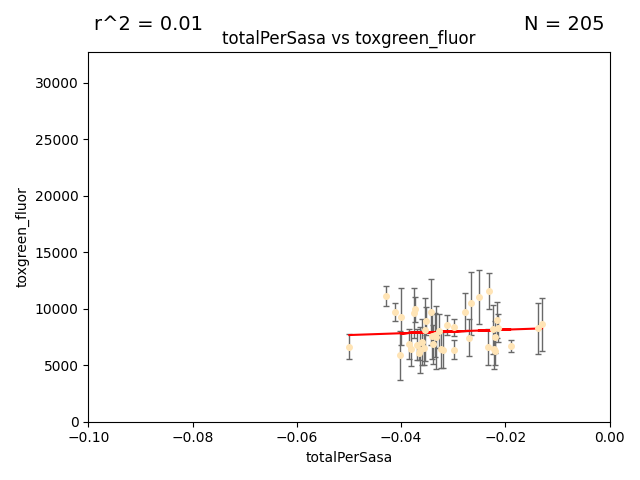 r^2 = 0.01
N = 205
totalPerSasa vs toxgreen_fluor
30000
25000
20000
15000
10000
5000
0
toxgreen_fluor
−0.10
−0.08
−0.06
−0.04
−0.02
0.00
totalPerSasa